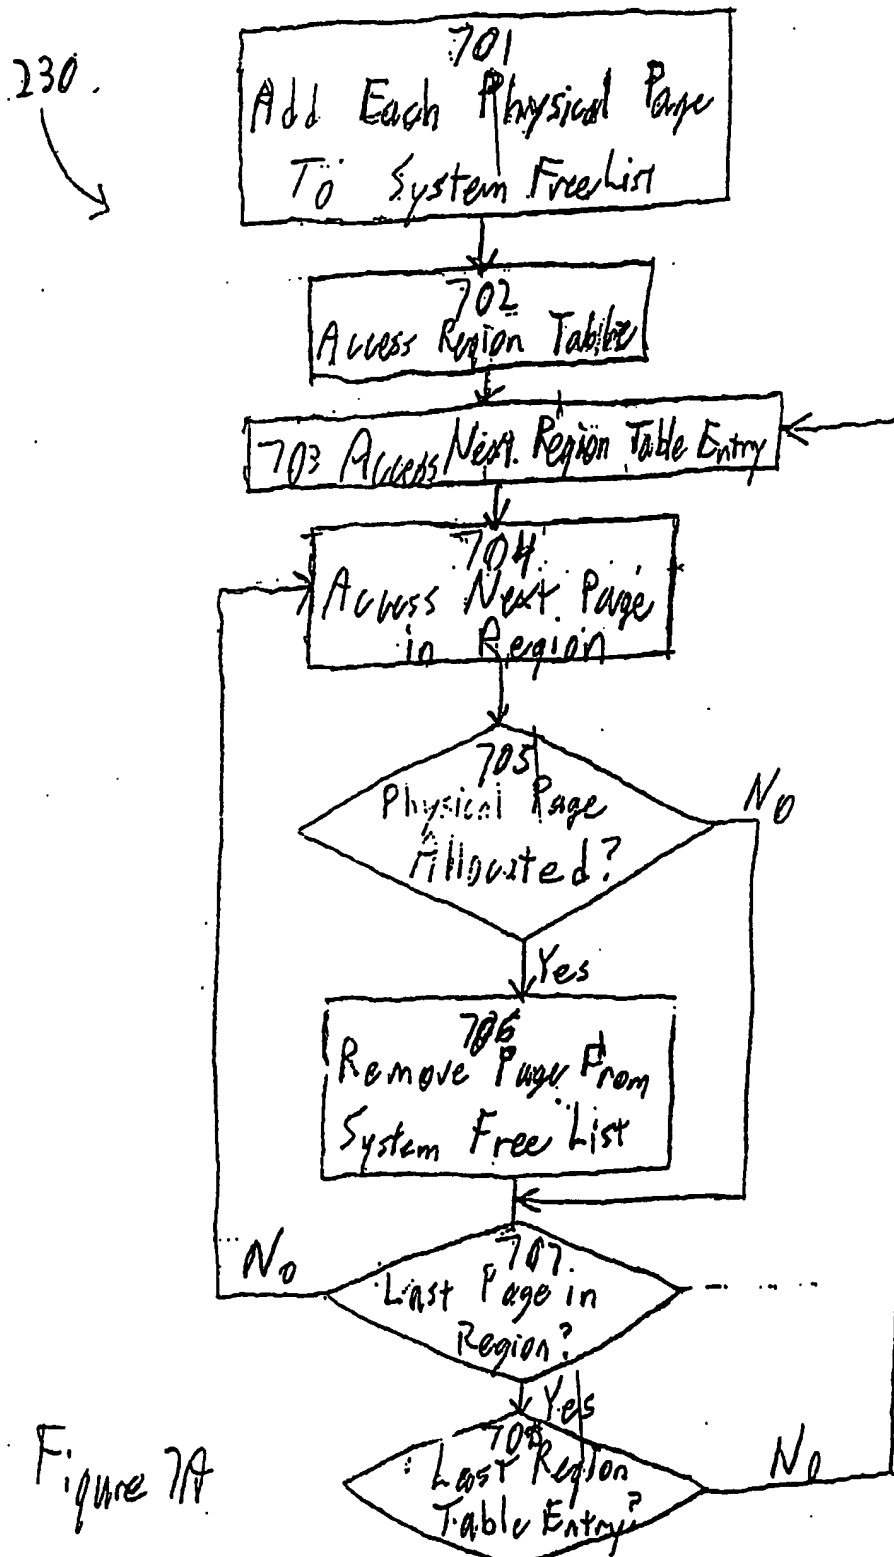 230.
701
Add Each Physical Page
To System Free List
702
Access Region Table
703 Access Next Region Table Entry
704
Access Next Page
in Region
705
Physical Page
Allocated?
No
Yes
706
Remove Page From
System Free List
707
Last Page in
Region?
No
Yes
708
Last Region
Table Entry?
No
Figure 7A